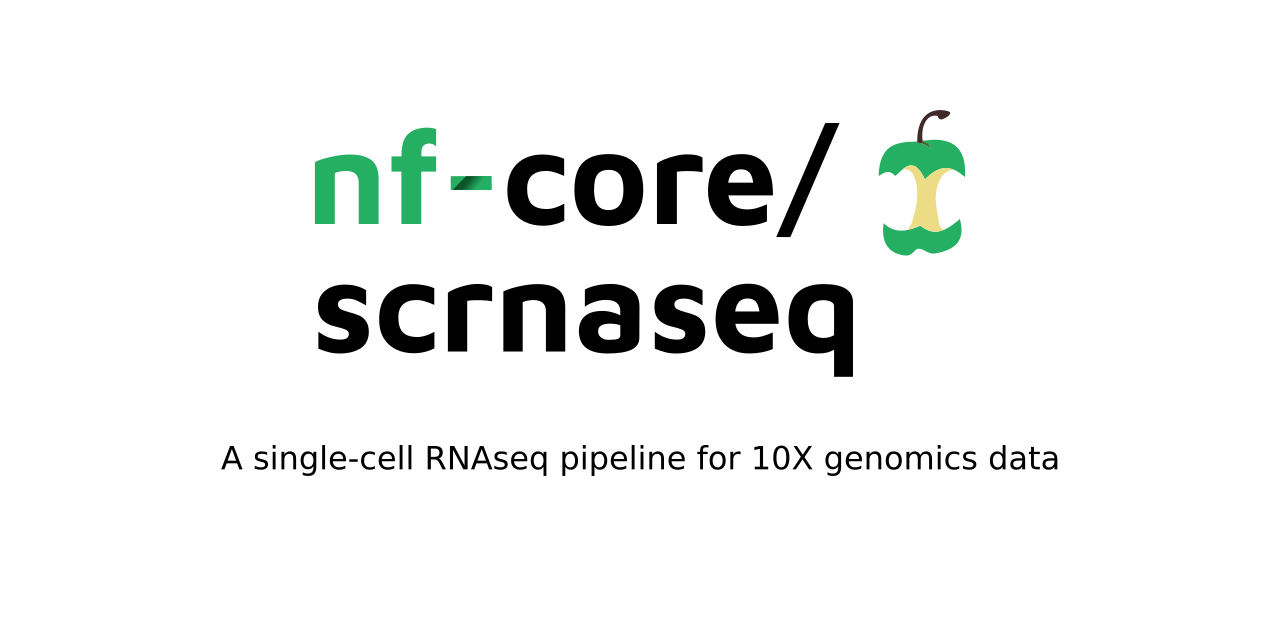 nf-core/
scrnaseq
A single-cell RNAseq pipeline for 10X genomics data